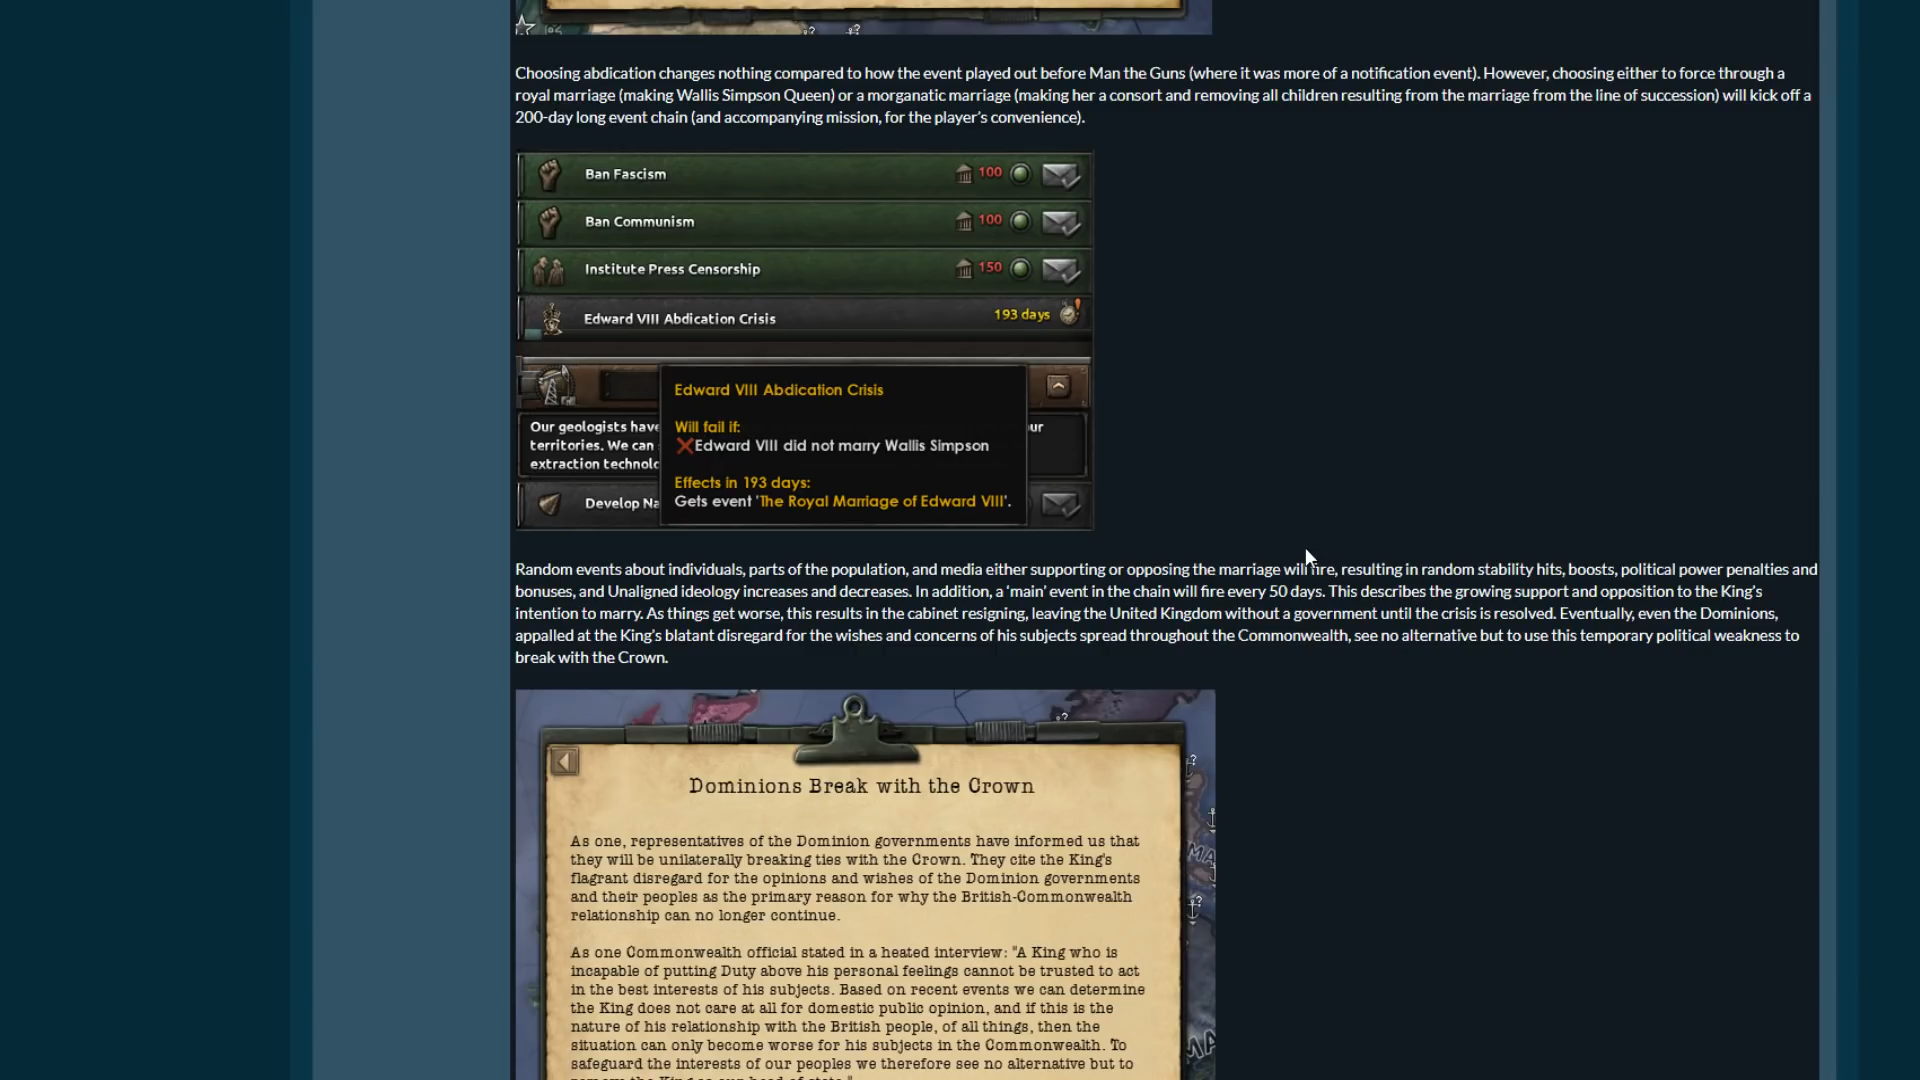 Choosing abdication changes nothing compared to how the event played out before Man the Guns (where it was more of a notification event). However, choosing either to force through a
royal marriage (making Wallis Simpson Queen) or a morganatic marriage (making her a consort and removing all children resulting from the marriage from the line of succession) will kick off a
200-day long event chain (and accompanying mission, for the player's convenience).
Ban Fascism 100
Ban Communism 100
Institute Press Censorship 150
Edward VIII Abdication Crisis 193 days
Edward VIII Abdication Crisis
Will fail if:
Edward VIII did not marry Wallis Simpson
Effects in 193 days:
Gets event 'The Royal Marriage of Edward VIII'.
Our geologists have
territories. We can
extraction
Develop
Random events about individuals, parts of the population, and media either supporting or opposing the marriage will fire, resulting in random stability hits, boosts, political power penalties and
bonuses, and Unaligned ideology increases and decreases. In addition, a 'main' event in the chain will fire every 50 days. This describes the growing support and opposition to the King's
intention to marry. As things get worse, this results in the cabinet resigning, leaving the United Kingdom without a government until the crisis is resolved. Eventually, even the Dominions,
appalled at the King's blatant disregard for the wishes and concerns of his subjects spread throughout the Commonwealth, see no alternative but to use this temporary political weakness to
break with the Crown.
Dominions Break with the Crown
As one, representatives of the Dominion governments have informed us that
they will be unilaterally breaking ties with the Crown. They cite the King's
flagrant disregard for the opinions and wishes of the Dominion governments
and their peoples as the primary reason for why the British-Commonwealth
relationship can no longer continue.
As one Commonwealth official stated in a heated interview: "A King who is
incapable of putting Duty above his personal feelings cannot be trusted to act
in the best interests of his subjects. Based on recent events we can determine
the King does not care at all for domestic public opinion, and if this is the
nature of his relationship with the British people, of all things, then the
situation can only become worse for his subjects in the Commonwealth. To
safeguard the interests of our peoples we therefore see no alternative but to